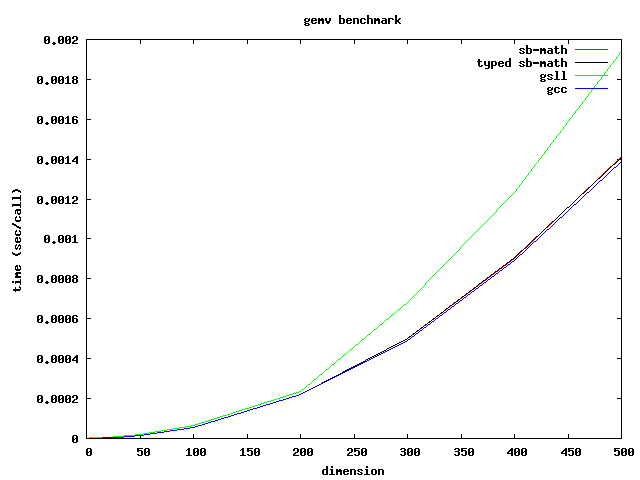 gemv benchmark
sb-math
typed sb-math
gsll
gcc
0.002
0.0018
0.0016
0.0014
0.0012
0.001
0.0008
0.0006
0.0004
0.0002
0
time (sec/call)
0 50 100 150 200 250 300 350 400 450 500
dimension